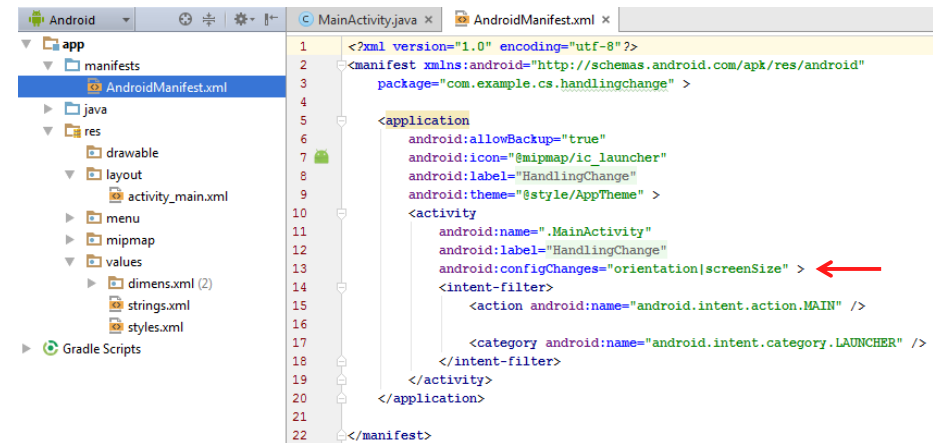 Android
MainActivity.java ×
AndroidManifest.xml ×
app
manifests
AndroidManifest.xml
java
res
drawable
layout
activity_main.xml
menu
mipmap
values
dimens.xml (2)
strings.xml
styles.xml
Gradle Scripts
1 <?xml version="1.0" encoding="utf-8"?>
2 <manifest xmlns:android="http://schemas.android.com/apk/res/android"
3 package="com.example.cs.handlingchange" >
4
5 <application
6 android:allowBackup="true"
7 android:icon="@mipmap/ic_launcher"
8 android:label="HandlingChange"
9 android:theme="@style/AppTheme" >
10 <activity
11 android:name=".MainActivity"
12 android:label="HandlingChange"
13 android:configChanges="orientation|screenSize" >
14 <intent-filter>
15 <action android:name="android.intent.action.MAIN" />
16
17 <category android:name="android.intent.category.LAUNCHER" />
18 </intent-filter>
19 </activity>
20 </application>
21
22 </manifest>